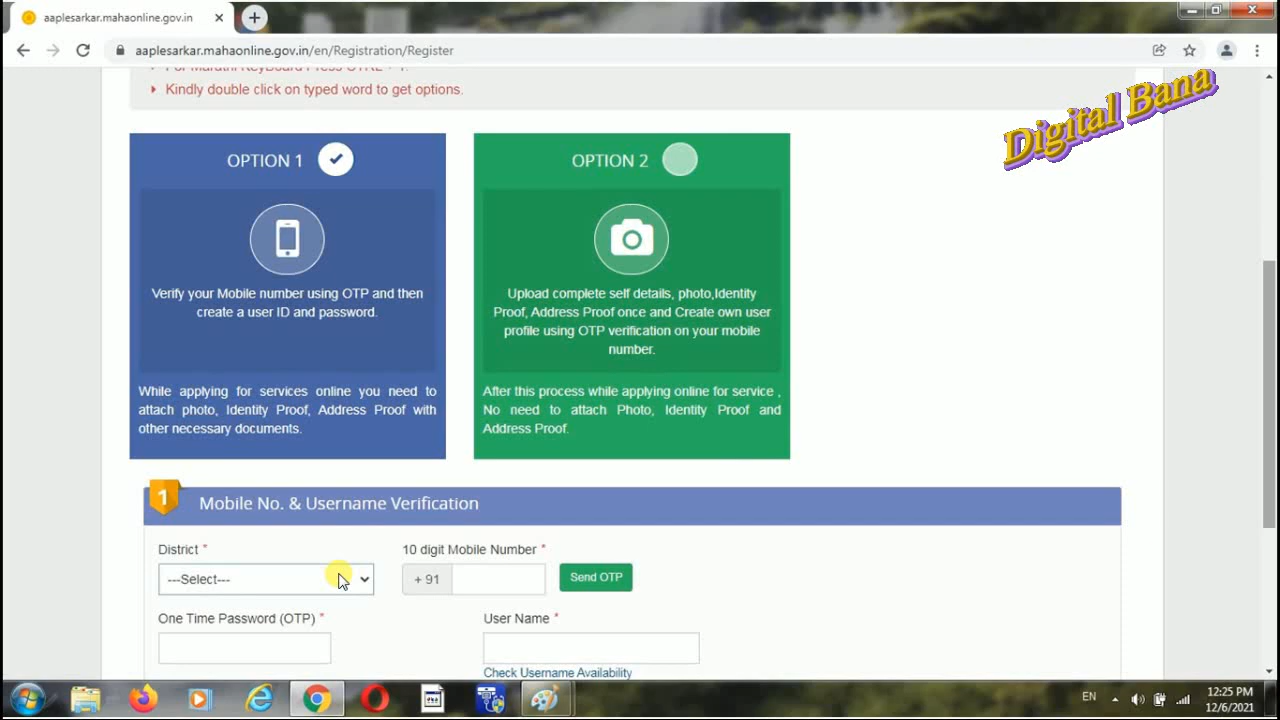 aaplesarkar.mahaonline.gov.in
aaplesarkar.mahaonline.gov.in/en/Registration/Register
For Marathi KeyBoard Press CTRL +
Kindly double click on typed word to get options.
Digital Bana
OPTION 1
Verify your Mobile number using OTP and then
create a user ID and password.
While applying for services online you need to
attach photo, Identity Proof, Address Proof with
other necessary documents.
OPTION 2
Upload complete self details, photo,Identity
Proof, Address Proof once and Create own user
profile using OTP verification on your mobile
number.
After this process while applying online for service ,
No need to attach Photo, Identity Proof and
Address Proof.
1
Mobile No. & Username Verification
District *
10 digit Mobile Number *
---Select---
+ 91
Send OTP
One Time Password (OTP) *
User Name *
Check Username Availability
EN
12:25 PM
12/6/2021